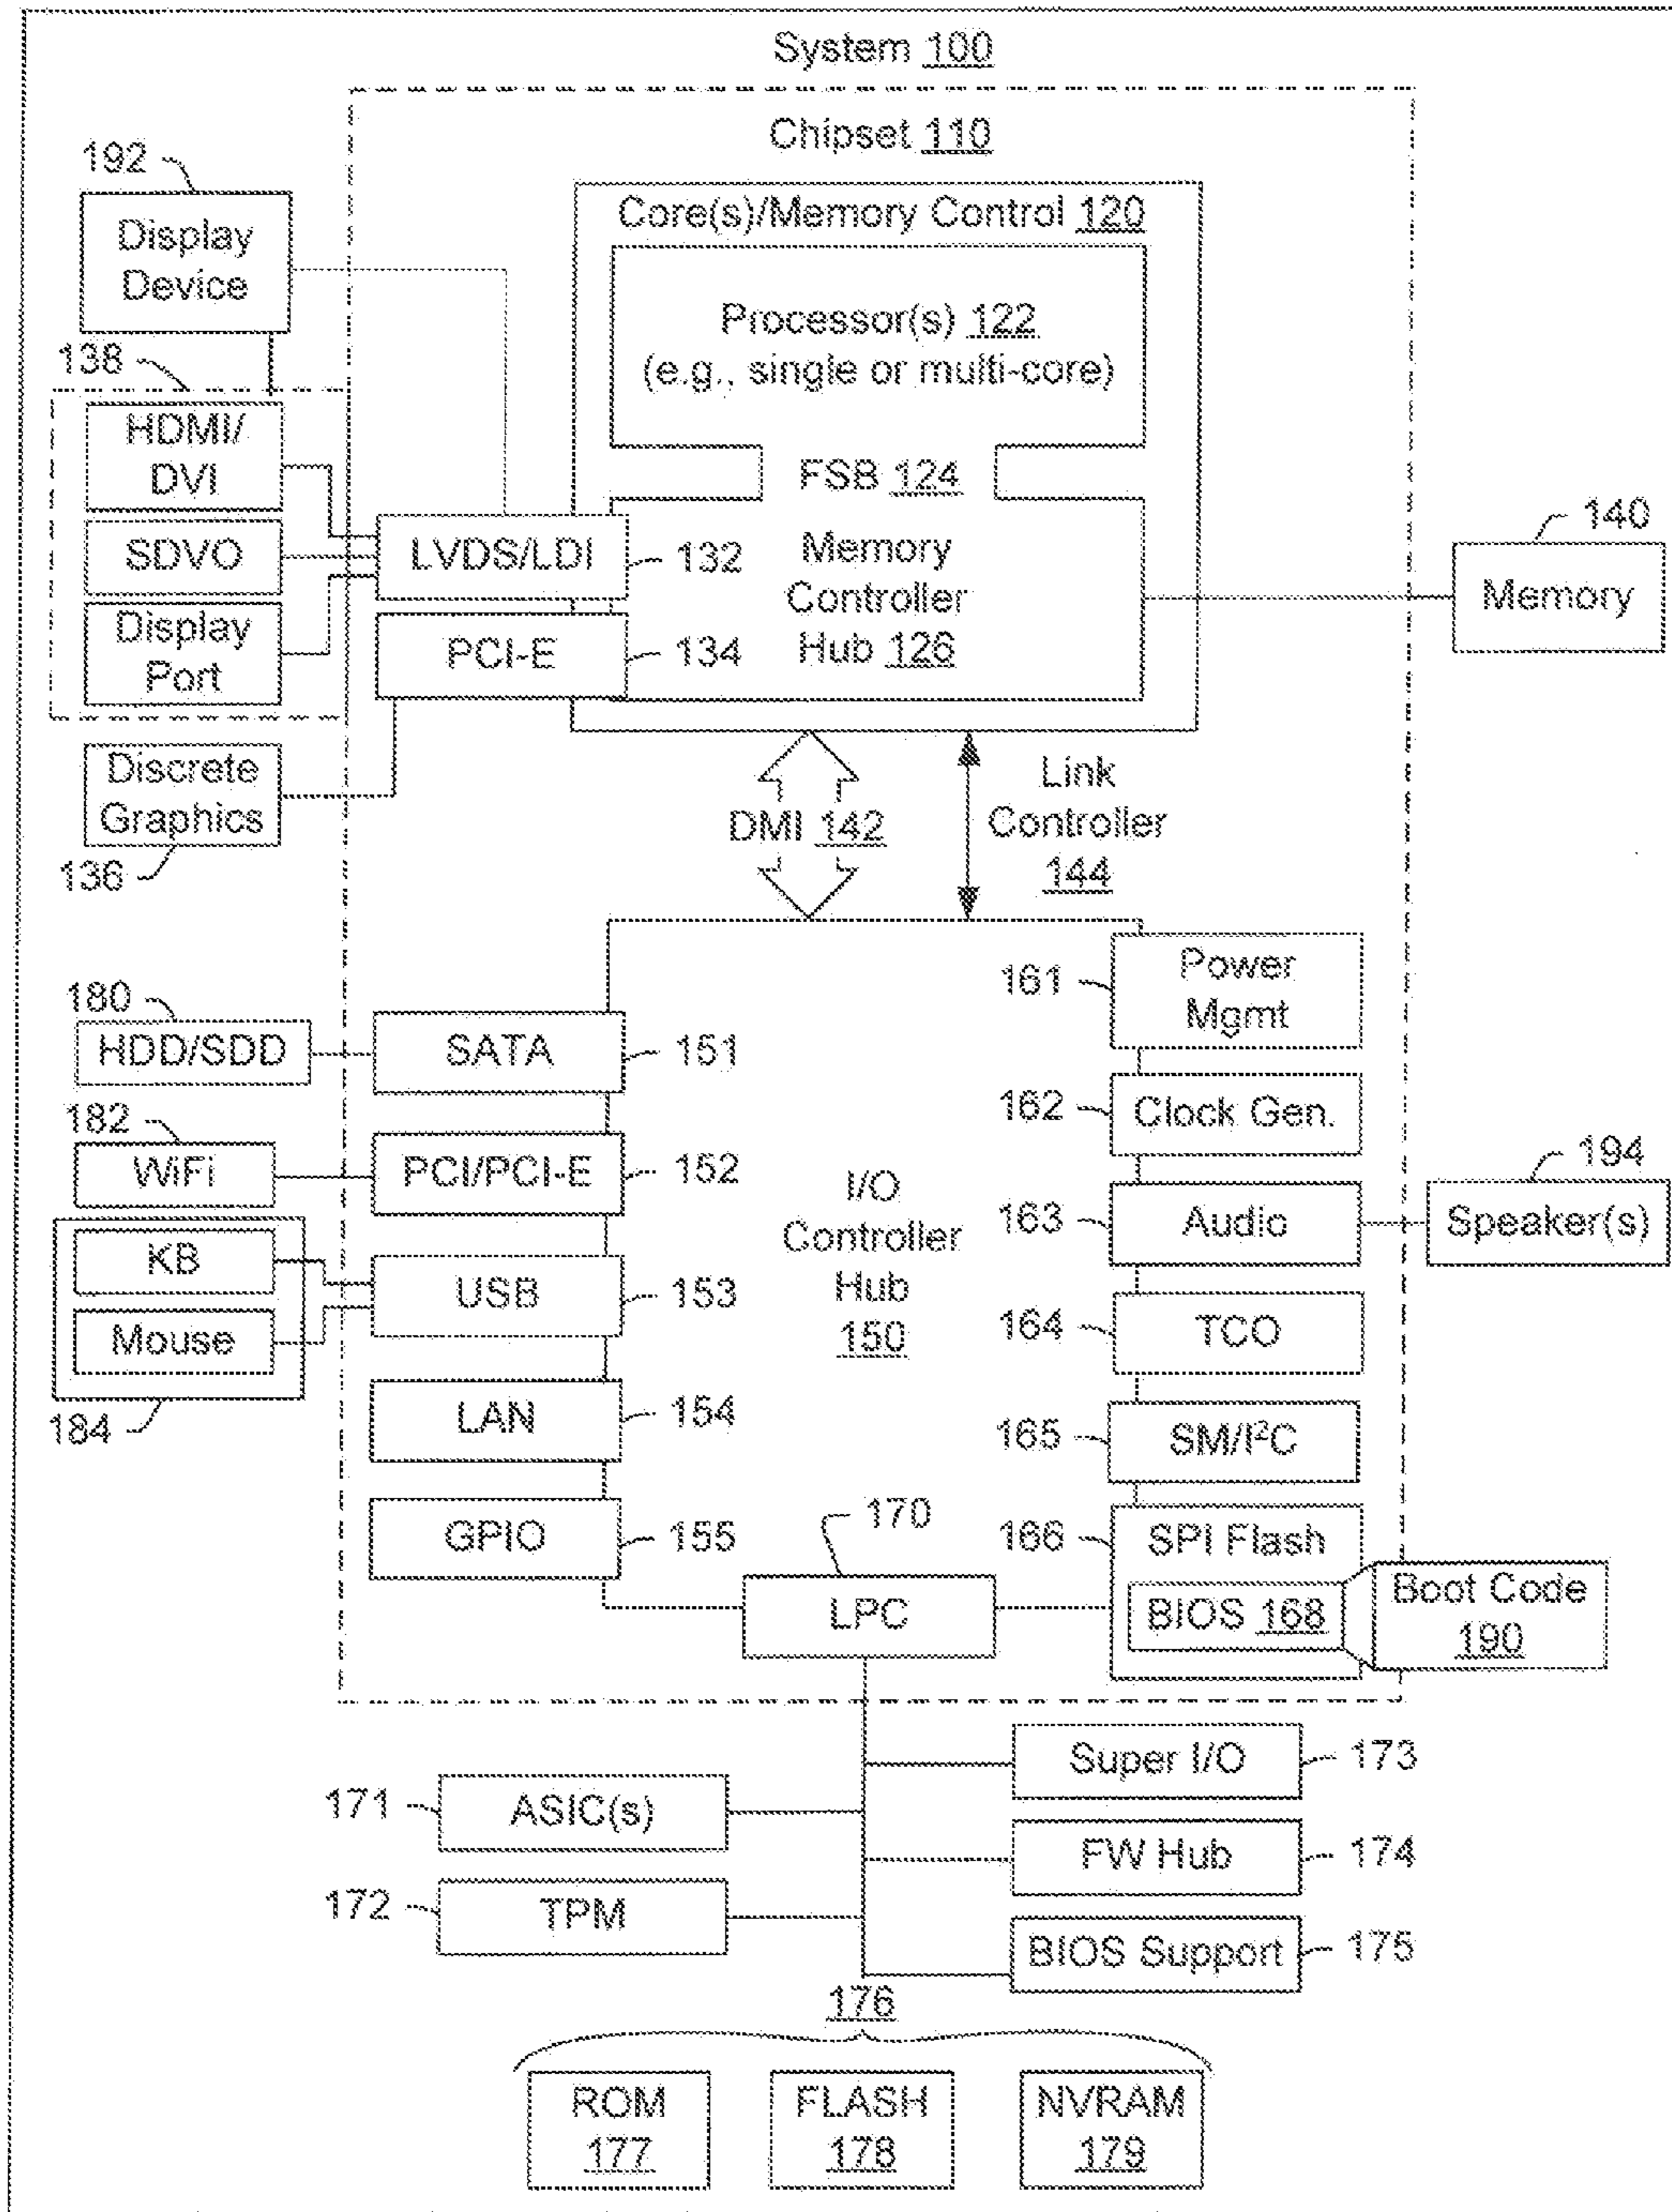 System 100
Chipset 110
192
Display
Device
Core(s)/Memory Control 120
Processor(s) 122
(e.g., single or multi-core)
138
HDMI/
DVI
SDVO
Display
Port
FSB 124
LVDS/LDI
132
PCI-E
134
Memory
Controller
Hub 126
140
Memory
Discrete
Graphics
136
DMI 142
Link
Controller
144
180
HDD/SDD
SATA
151
182
WiFi
PCI/PCI-E
152
KB
Mouse
184
USB
153
LAN
154
GPIO
155
I/O
Controller
Hub
150
161
Power
Mgmt
162
Clock Gen.
163
Audio
194
Speaker(s)
164
TCO
165
SM/I²C
166
SPI Flash
BIOS 168
Boot Code
190
170
LPC
171
ASIC(s)
172
TPM
Super I/O
173
FW Hub
174
BIOS Support
175
176
ROM
177
FLASH
178
NVRAM
179